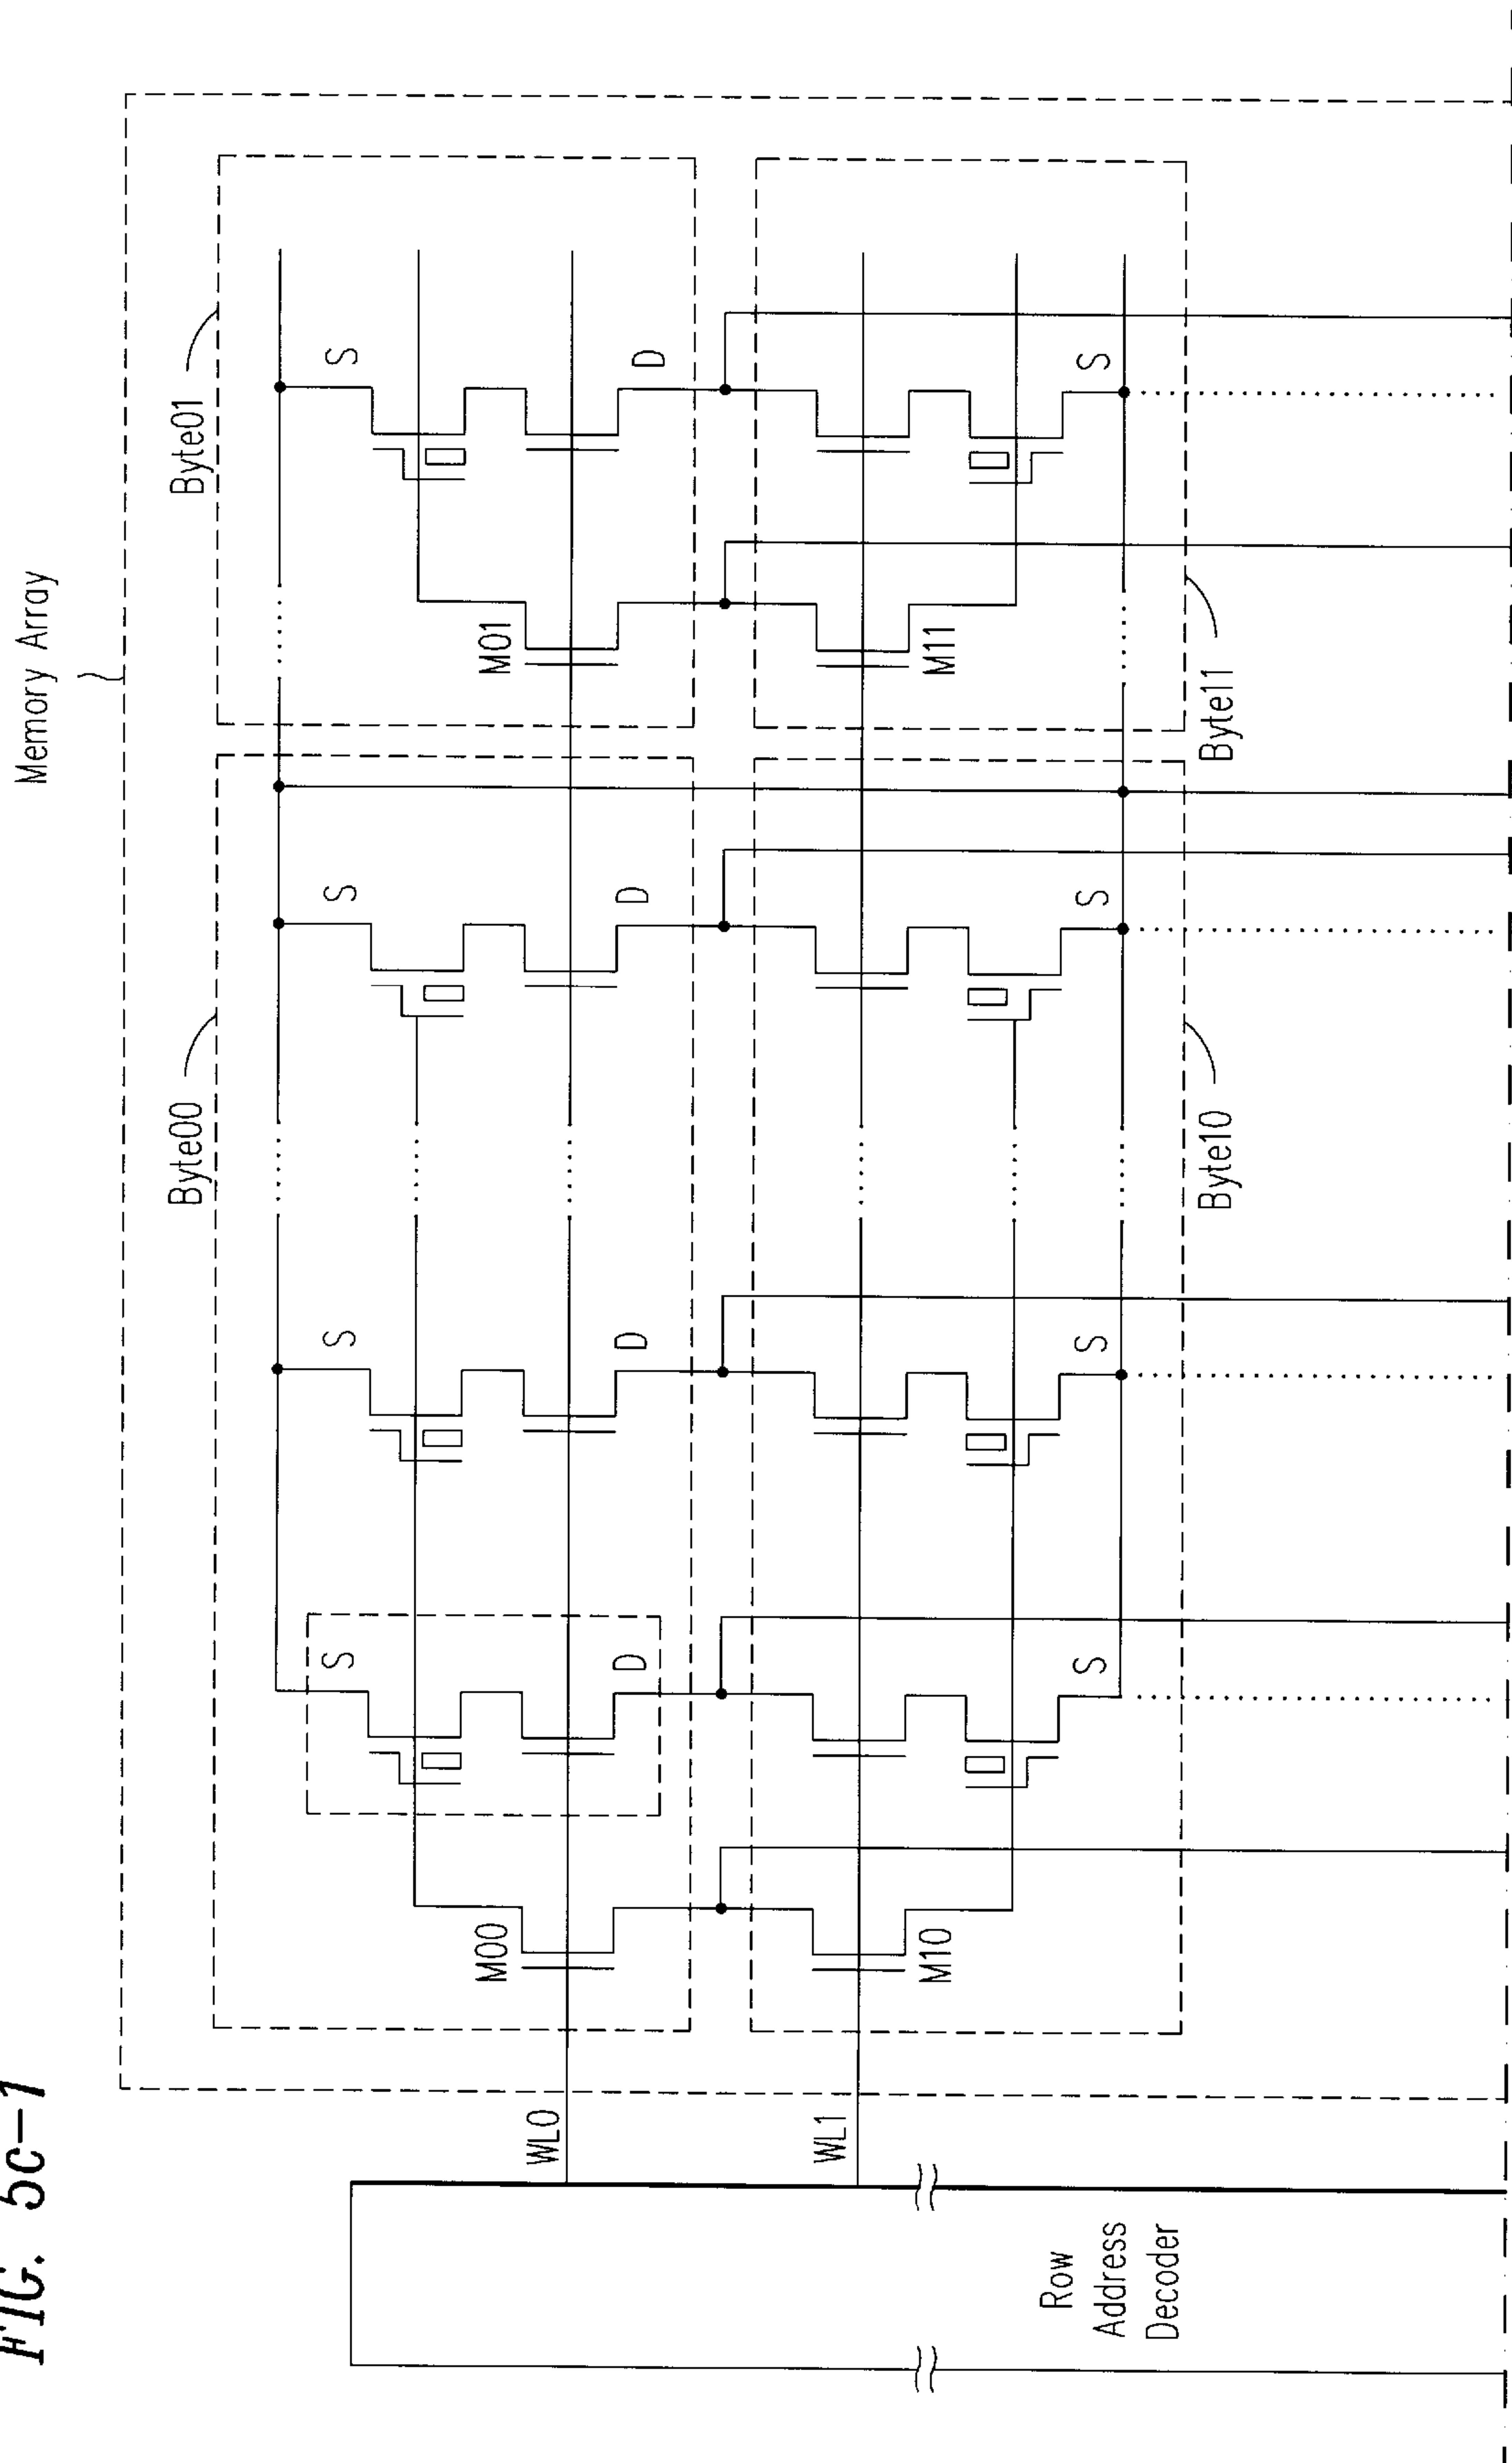 FIG. 5c-1
Memory Array
Byte00
Byte01
S
S
S
S
M00
M01
WL0
D
D
D
D
WL1
M10
M11
S
S
S
S
Byte10
Byte11
Row
Address
Decoder